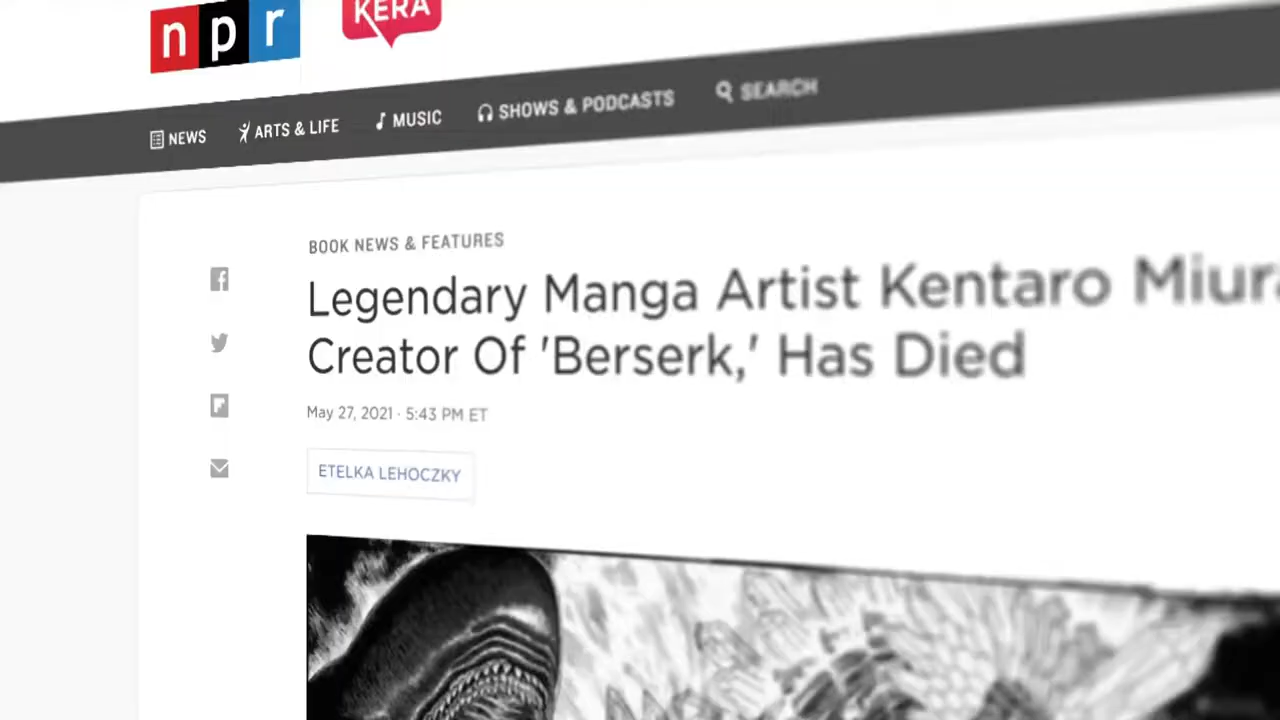 npr
KERA
NEWS
ARTS & LIFE
MUSIC
SHOWS & PODCASTS
SEARCH
BOOK NEWS & FEATURES
Legendary Manga Artist Kentaro Miura
Creator Of 'Berserk,' Has Died
May 27, 2021 · 5:43 PM ET
ETELKA LEHOCZKY